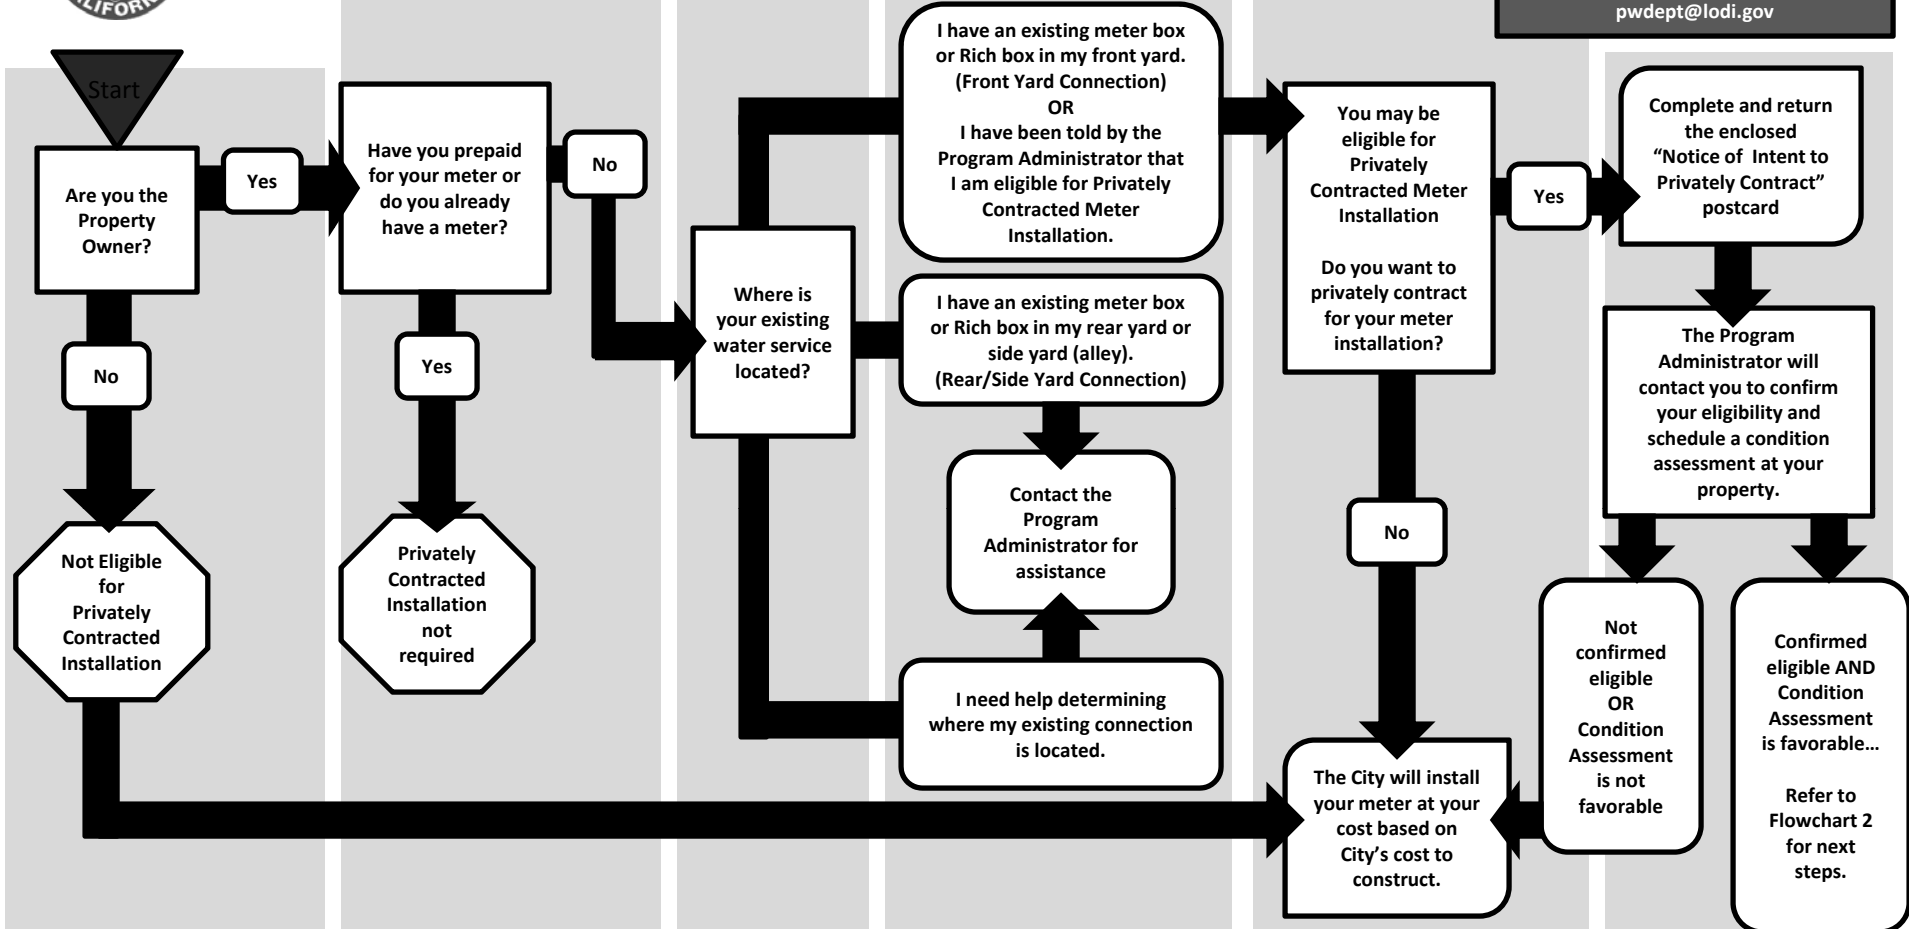 ALIFORN
pwdept@lodi.gov
Start
Are you the
Property
Owner?
Yes
No
Not Eligible
for
Privately
Contracted
Installation
Have you prepaid
for your meter or
do you already
have a meter?
No
Yes
Privately
Contracted
Installation
not
required
Where is
your existing
water service
located?
I have an existing meter box
or Rich box in my front yard.
(Front Yard Connection)
OR
I have been told by the
Program Administrator that
I am eligible for Privately
Contracted Meter
Installation.
I have an existing meter box
or Rich box in my rear yard or
side yard (alley).
(Rear/Side Yard Connection)
Contact the
Program
Administrator for
assistance
I need help determining
where my existing connection
is located.
You may be
eligible for
Privately
Contracted Meter
Installation
Do you want to
privately contract
for your meter
installation?
Yes
No
The City will install
your meter at your
cost based on
City's cost to
construct.
Complete and return
the enclosed
“Notice of Intent to
Privately Contract”
postcard
The Program
Administrator will
contact you to confirm
your eligibility and
schedule a condition
assessment at your
property.
Not
confirmed
eligible
OR
Condition
Assessment
is not
favorable
Confirmed
eligible AND
Condition
Assessment
is favorable…
Refer to
Flowchart 2
for next
steps.